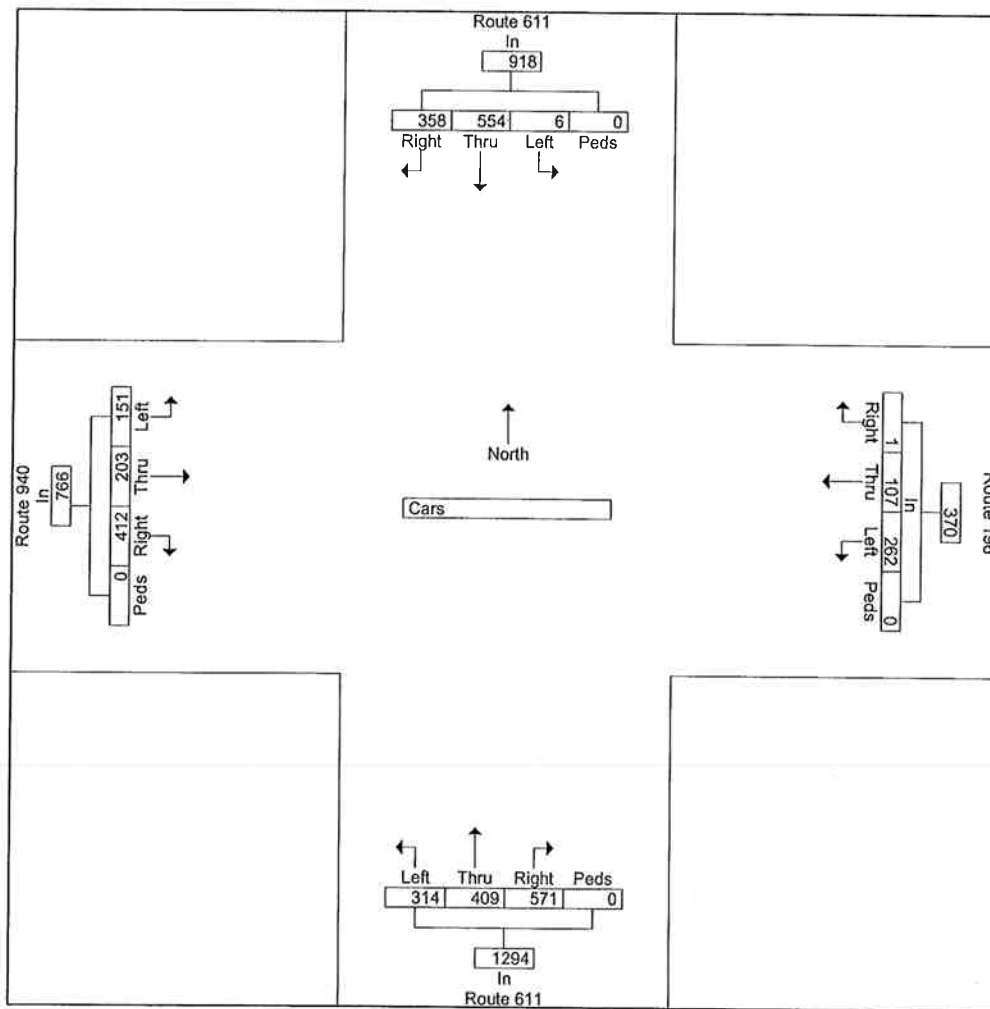 Route 611
In
918
358 554 6 0
Right Thru Left Peds
Route 940
In
766
151 203 412 0
Left Thru Right Peds
North
Cars
Right Thru Left Peds
1 107 262 0
In
370
Route
Left Thru Right Peds
314 409 571 0
1294
In
Route 611